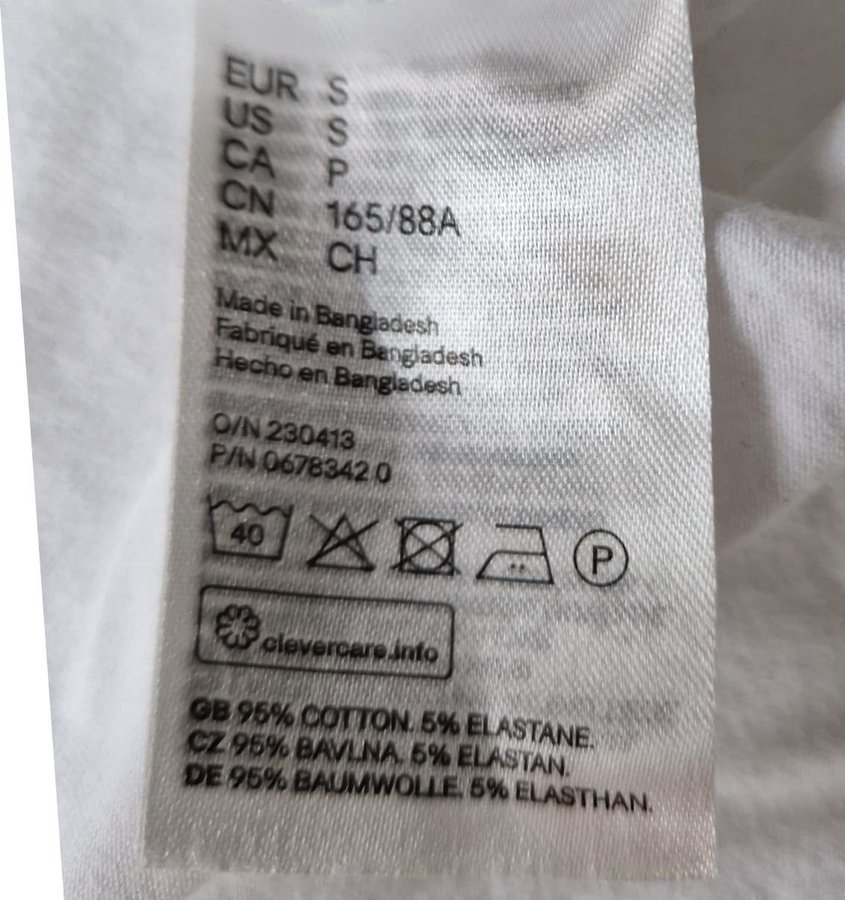 EUR S
US S
CA P
CN 165/88A
MX CH
Made in Bangladesh
Fabriqué en Bangladesh
Hecho en Bangladesh
O/N 230413
P/N 0678342 0
40 P
clevercare.info
GB 95% COTTON. 5% ELASTANE.
CZ 95% BAVLNA. 5% ELASTAN.
DE 95% BAUMWOLLE. 5% ELASTHAN.